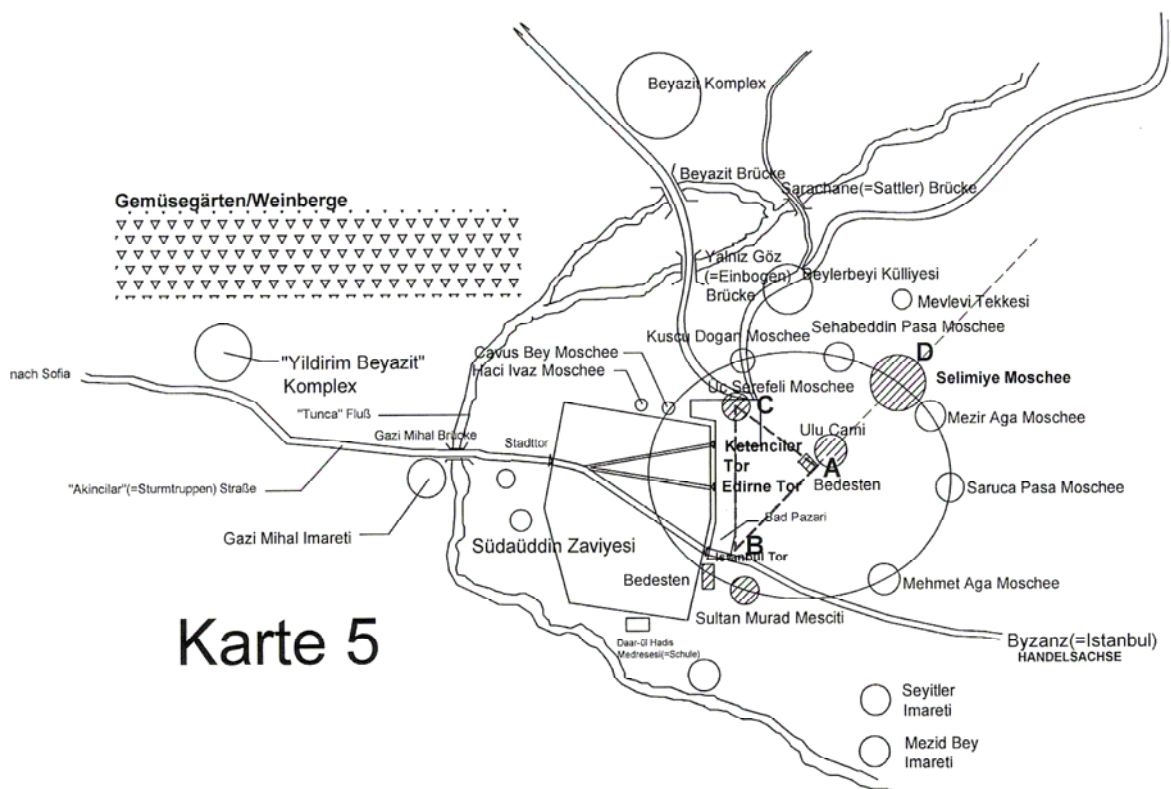 Beyazit Komplex
Beyazit Brücke
Sarachane(=Sattler) Brücke
Gemüsegärten/Weinberge
Yalniz Göz
(=Einbogen)
Brücke
Beylerbeyi Külliyesi
Mevlevi Tekkesi
Sehabeddin Pasa Moschee
Kuscu Dogan Moschee
Cavus Bey Moschee
Haci Ivaz Moschee
Üc Serefeli Moschee
D
Selimiye Moschee
"Yildirim Beyazit"
Komplex
nach Sofia
"Tunca" Fluß
C
Mezir Aga Moschee
Ulu Cami
Gazi Mihal Brücke
Stadttor
Ketenciler
Tor
A
Bedesten
Edirne Tor
Saruca Pasa Moschee
"Akincilar"(=Sturmtruppen) Straße
Bad Pazari
Gazi Mihal Imareti
Südaüddin Zaviyesi
B
Istanbul Tor
Bedesten
Mehmet Aga Moschee
Sultan Murad Mesciti
Karte 5
Daar-ül Hadis
Medresesi(=Schule)
Byzanz(=Istanbul)
HANDELSACHSE
Seyitler
Imareti
Mezid Bey
Imareti